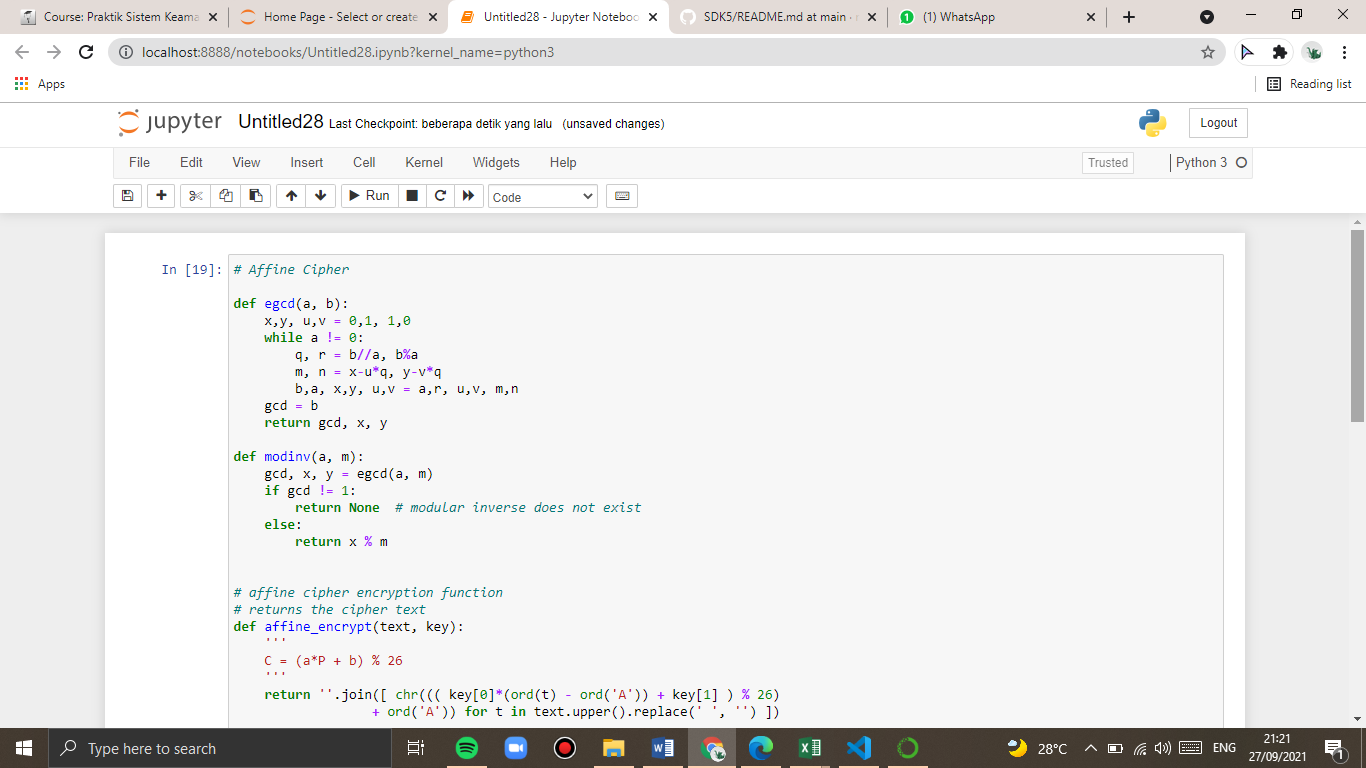 Course: Praktik Sistem Keama
Home Page - Select or create
Untitled28 - Jupyter Noteboo
SDK5/README.md at main ·
(1) WhatsApp
localhost:8888/notebooks/Untitled28.ipynb?kernel_name=python3
Apps
Reading list
jupyter Untitled28 Last Checkpoint: beberapa detik yang lalu (unsaved changes)
Logout
File Edit View Insert Cell Kernel Widgets Help
Trusted
Python 3
Run
Code
In [19]:
# Affine Cipher
def egcd(a, b):
    x,y, u,v = 0,1, 1,0
    while a != 0:
        q, r = b//a, b%a
        m, n = x-u*q, y-v*q
        b,a, x,y, u,v = a,r, u,v, m,n
    gcd = b
    return gcd, x, y
def modinv(a, m):
    gcd, x, y = egcd(a, m)
    if gcd != 1:
        return None  # modular inverse does not exist
    else:
        return x % m
# affine cipher encryption function
# returns the cipher text
def affine_encrypt(text, key):
    '''
    C = (a*P + b) % 26
    '''
    return ''.join([ chr((( key[0]*(ord(t) - ord('A')) + key[1] ) % 26)
                  + ord('A')) for t in text.upper().replace(' ', '') ])
Type here to search
28°C
ENG
21:21
27/09/2021
1